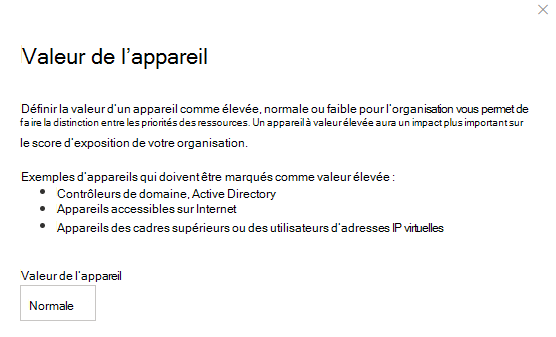 Valeur de l'appareil
Définir la valeur d'un appareil comme élevée, normale ou faible pour l'organisation vous permet de
faire la distinction entre les priorités des ressources. Un appareil à valeur élevée aura un impact plus important sur
le score d'exposition de votre organisation.
Exemples d'appareils qui doivent être marqués comme valeur élevée :
• Contrôleurs de domaine, Active Directory
• Appareils accessibles sur Internet
• Appareils des cadres supérieurs ou des utilisateurs d'adresses IP virtuelles
Valeur de l'appareil
Normale